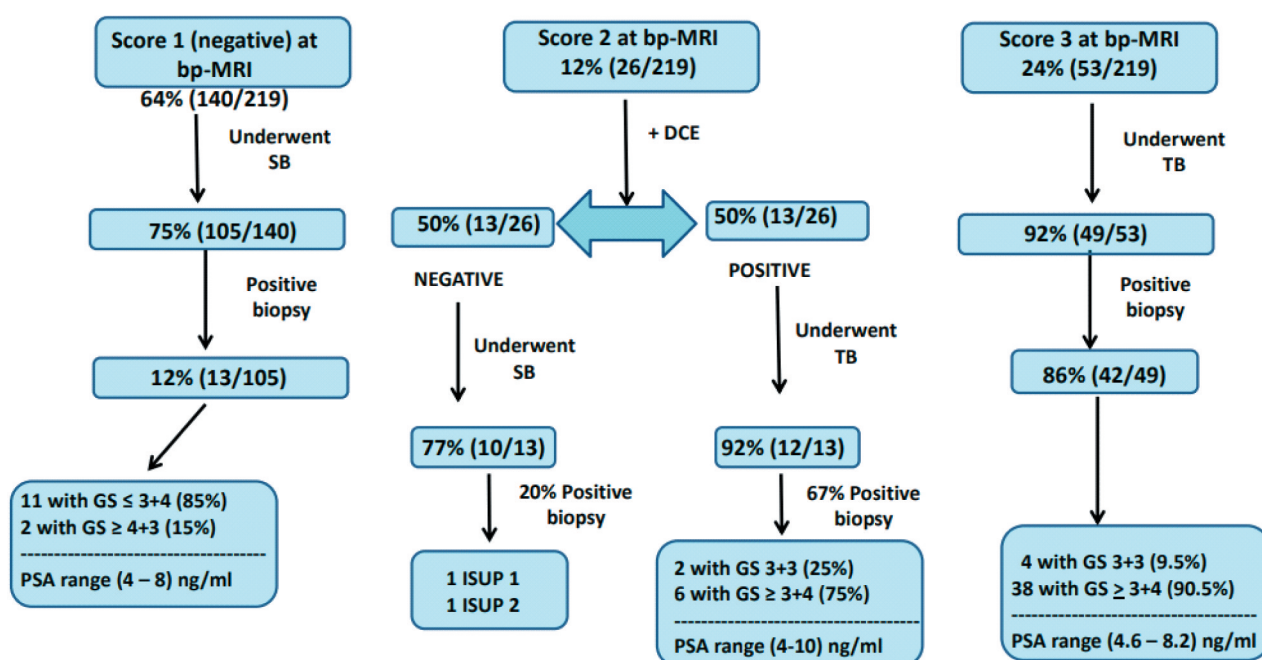 Score 1 (negative) at
bp-MRI
64% (140/219)
Underwent
SB
75% (105/140)
Positive
biopsy
12% (13/105)
11 with GS ≤ 3+4 (85%)
2 with GS ≥ 4+3 (15%)
PSA range (4 – 8) ng/ml
Score 2 at bp-MRI
12% (26/219)
+ DCE
50% (13/26)
NEGATIVE
Underwent
SB
77% (10/13)
20% Positive
biopsy
1 ISUP 1
1 ISUP 2
50% (13/26)
POSITIVE
Underwent
TB
92% (12/13)
67% Positive
biopsy
2 with GS 3+3 (25%)
6 with GS ≥ 3+4 (75%)
PSA range (4-10) ng/ml
Score 3 at bp-MRI
24% (53/219)
Underwent
TB
92% (49/53)
Positive
biopsy
86% (42/49)
4 with GS 3+3 (9.5%)
38 with GS ≥ 3+4 (90.5%)
PSA range (4.6 – 8.2) ng/ml